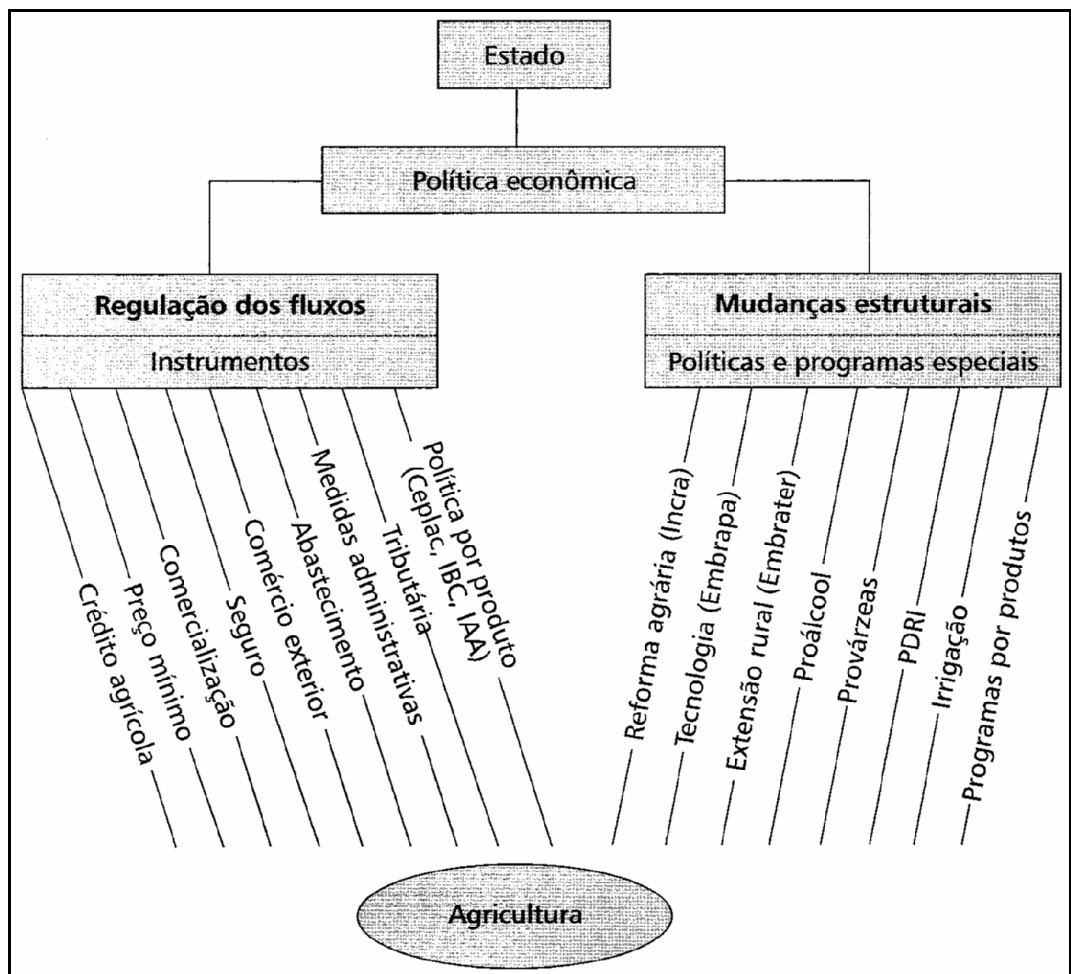 Estado
Política econômica
Regulação dos fluxos
Instrumentos
Mudanças estruturais
Políticas e programas especiais
Crédito agrícola
Preço mínimo
Comercialização
Seguro
Comércio exterior
Abastecimento
Medidas administrativas
Tributária
Política por produto
(Ceplac, IBC, IAA)
Reforma agrária (Incra)
Tecnologia (Embrapa)
Extensão rural (Embrater)
Proálcool
Provárzeas
PDRI
Irrigação
Programas por produtos
Agricultura